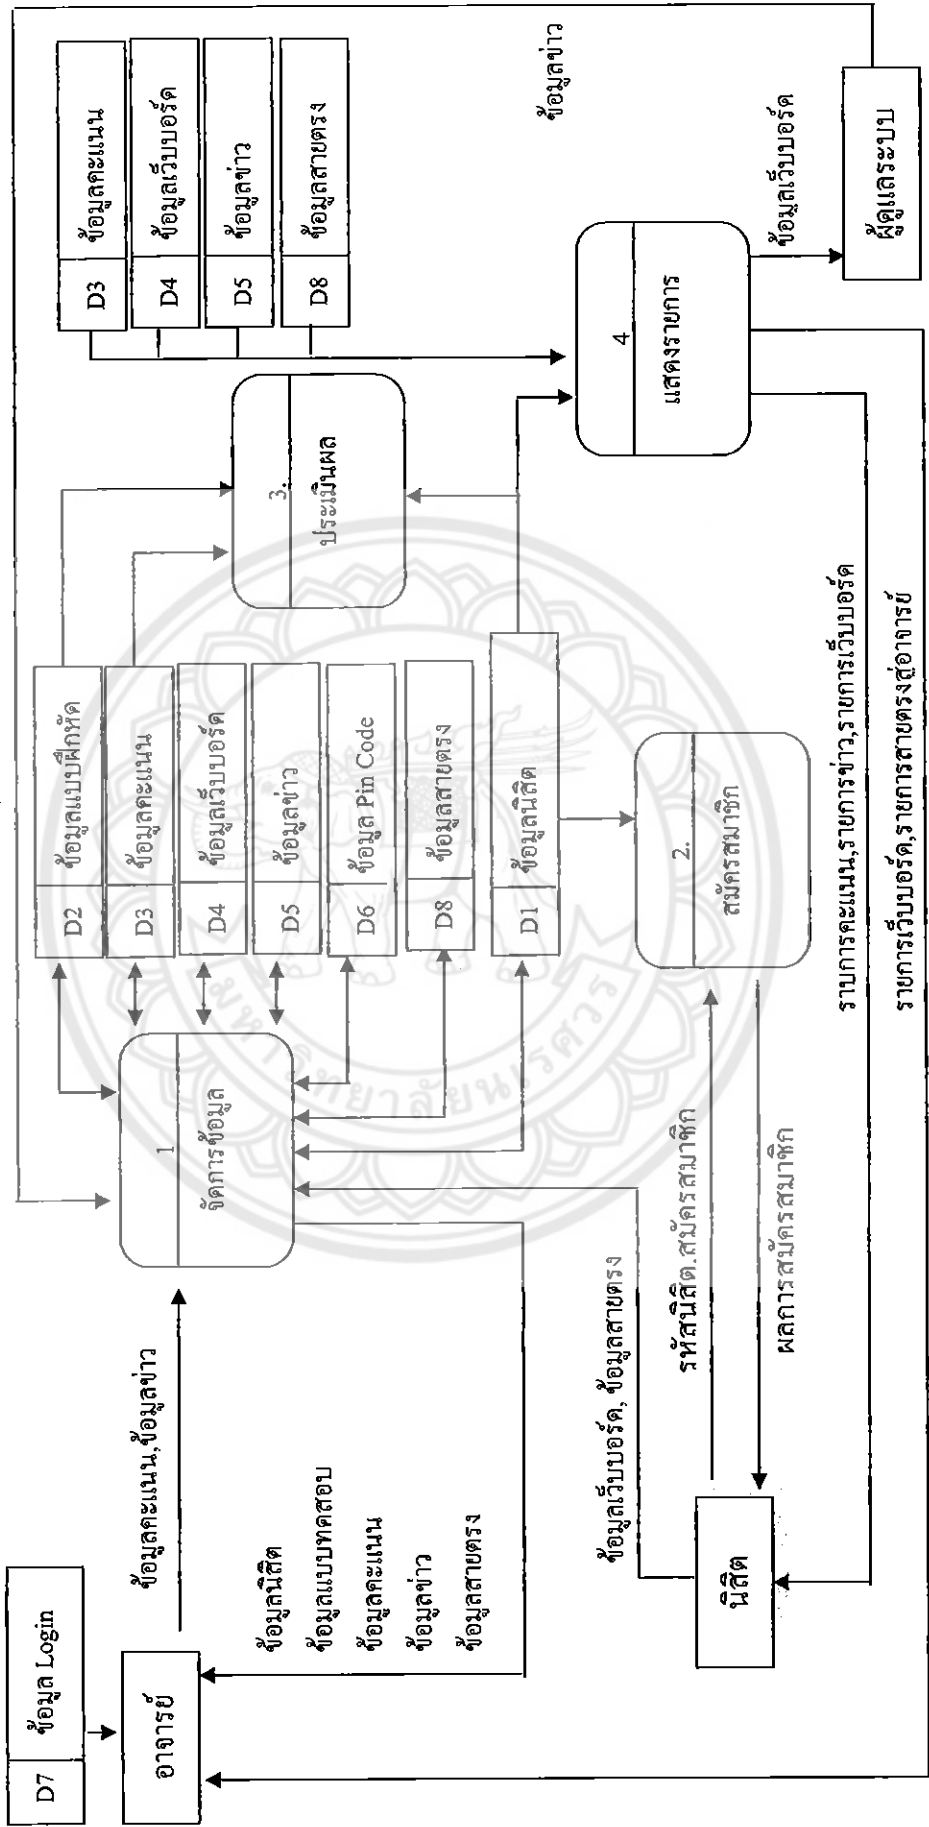 D7 ข้อมูล Login
อาจารย์
ข้อมูลคะแนน,ข้อมูลข่าว
ข้อมูลนิสิต
ข้อมูลแบบทดสอบ
ข้อมูลคะแนน
ข้อมูลข่าว
ข้อมูลสายตรง
1
จัดการข้อมูล
D2 ข้อมูลแบบฝึกหัด
D3 ข้อมูลคะแนน
D4 ข้อมูลเว็บบอร์ด
D5 ข้อมูลข่าว
D6 ข้อมูล Pin Code
D8 ข้อมูลสายตรง
D1 ข้อมูลนิสิต
3.
ประเมินผล
D3 ข้อมูลคะแนน
D4 ข้อมูลเว็บบอร์ด
D5 ข้อมูลข่าว
D8 ข้อมูลสายตรง
ข้อมูลข่าว
4
แสดงรายการ
ข้อมูลเว็บบอร์ด
ผู้ดูแลระบบ
นิสิต
ข้อมูลเว็บบอร์ด, ข้อมูลสายตรง
รหัสนิสิต.สมัครสมาชิก
ผลการสมัครสมาชิก
2.
สมัครสมาชิก
รายการคะแนน,รายการข่าว,รายการเว็บบอร์ด
รายการเว็บบอร์ด,รายการสายตรงสู่อาจารย์
มหาวิทยาลัยนเรศวร